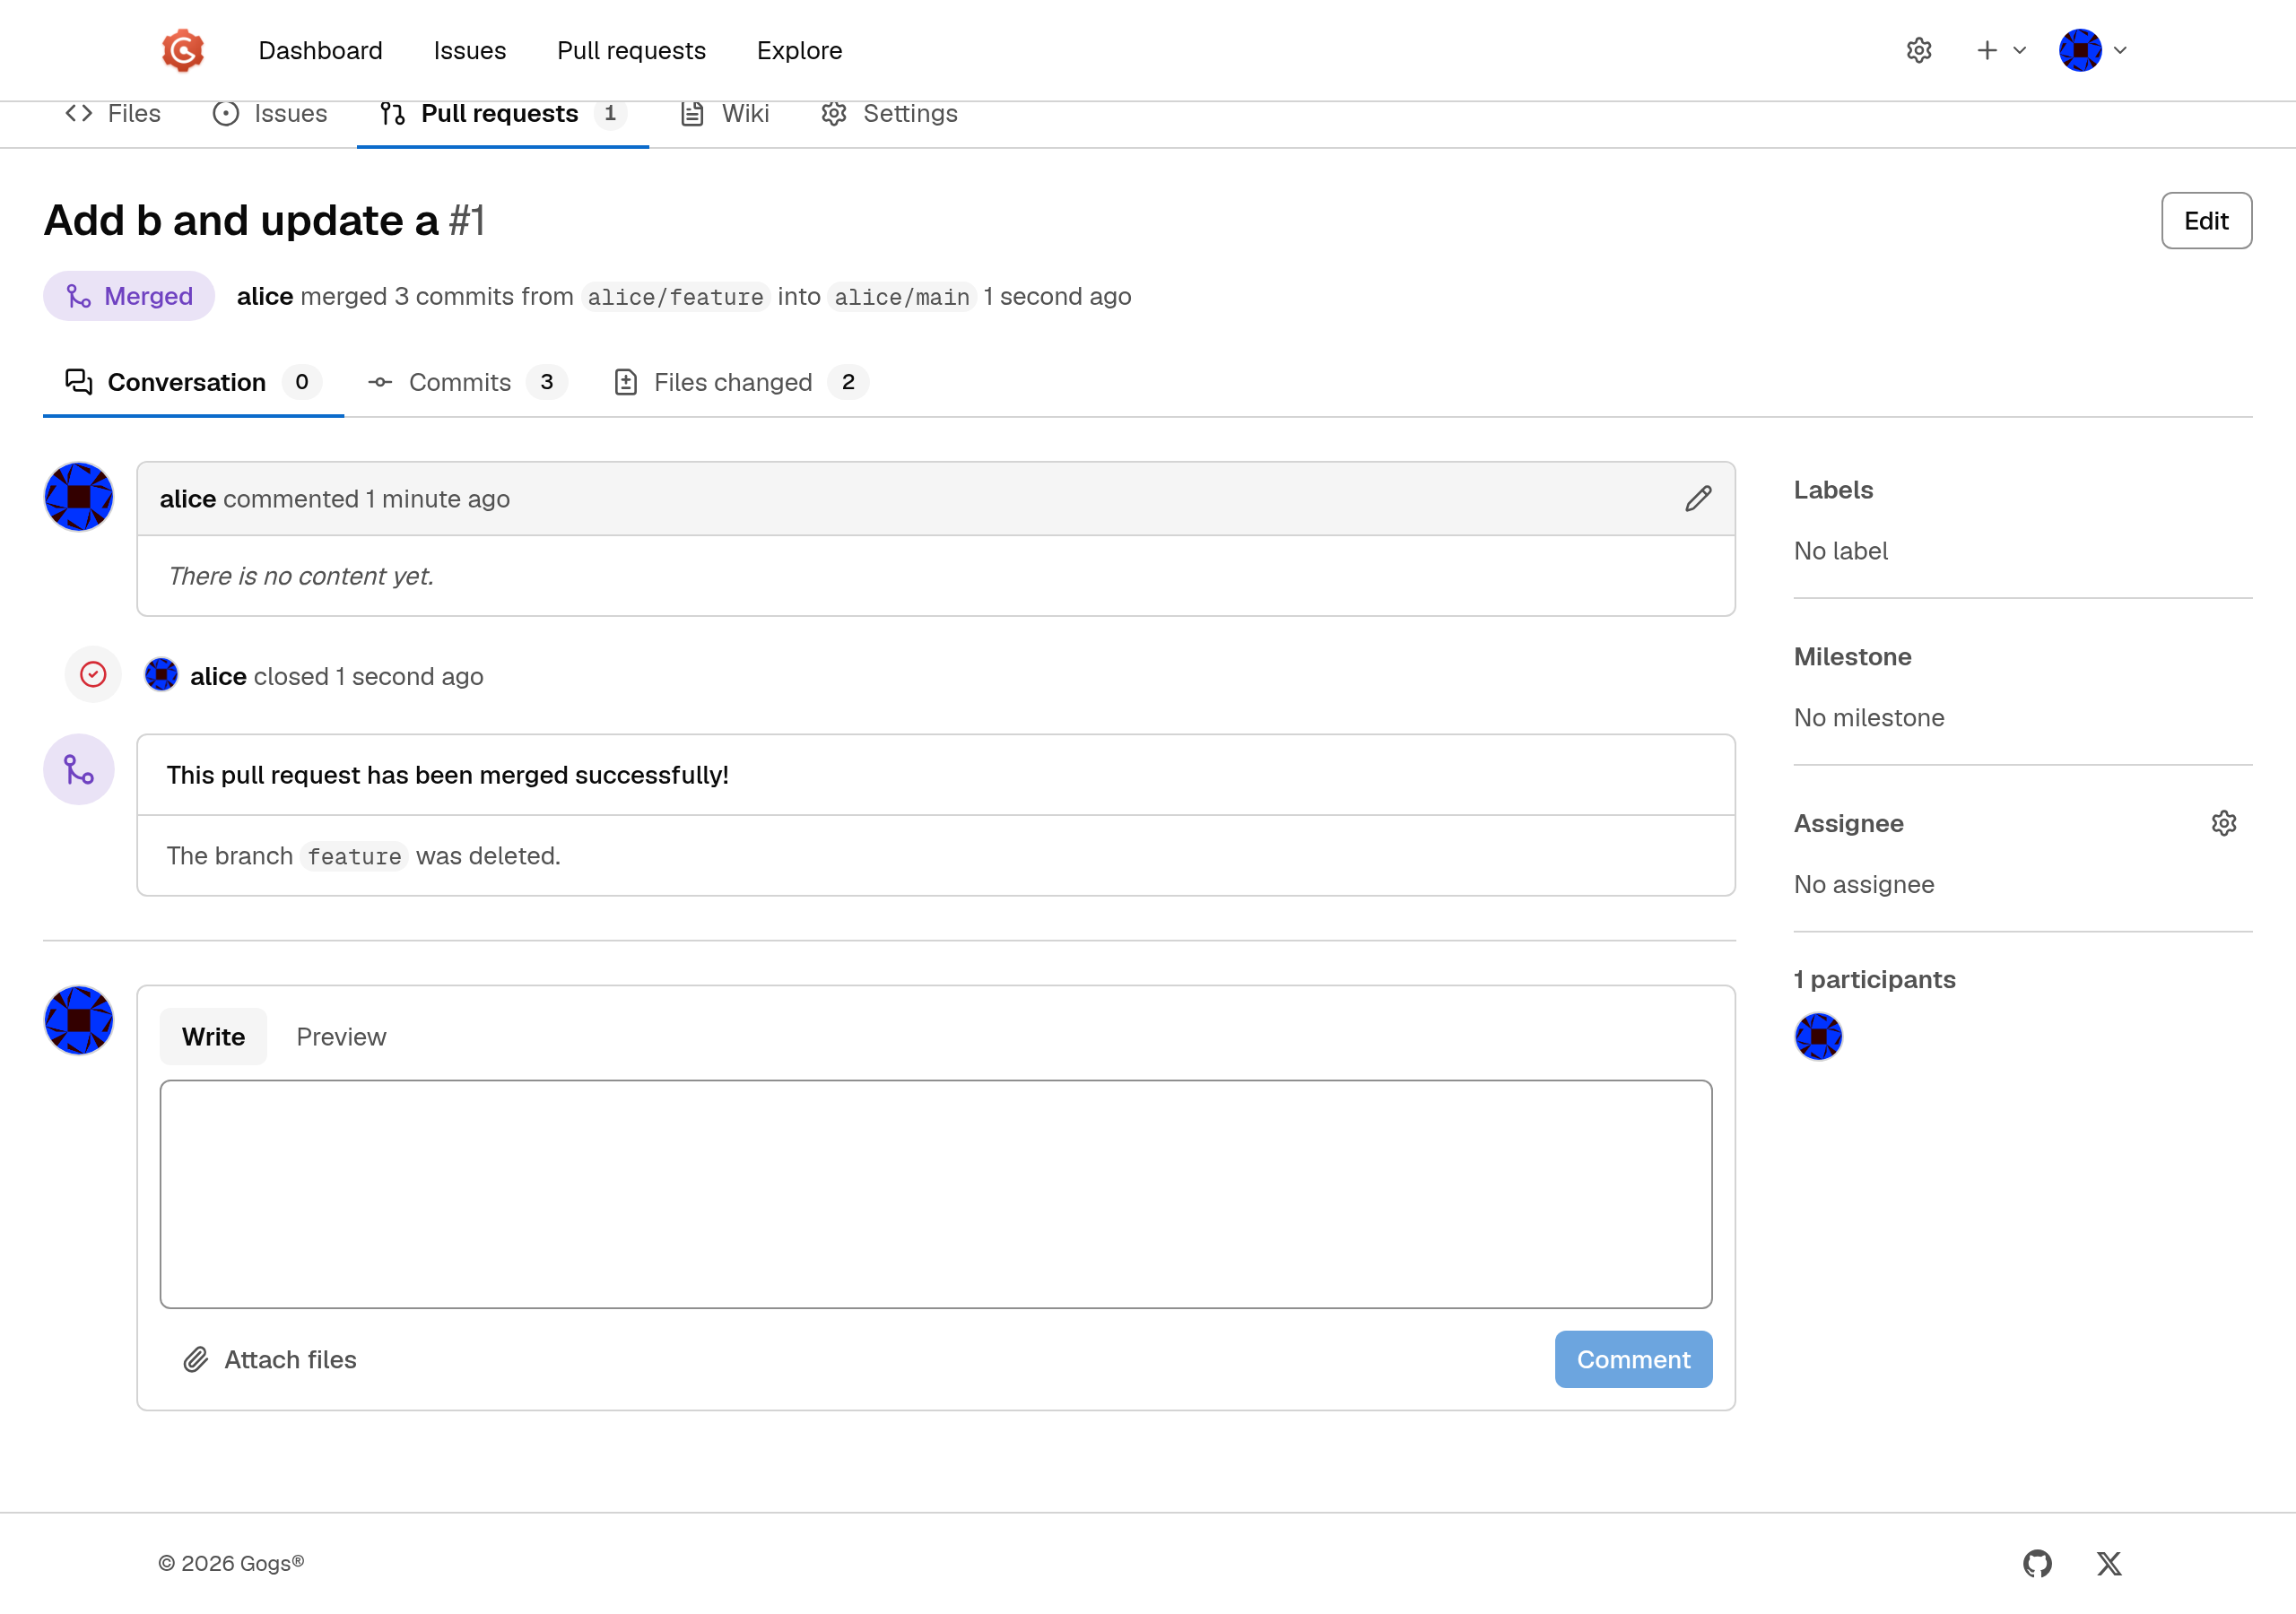 Dashboard Issues Pull requests Explore
Files Issues Pull requests 1 Wiki Settings
Add b and update a #1
Edit
Merged alice merged 3 commits from alice/feature into alice/main 1 second ago
Conversation 0 Commits 3 Files changed 2
alice commented 1 minute ago
There is no content yet.
alice closed 1 second ago
This pull request has been merged successfully!
The branch feature was deleted.
Write Preview
Attach files
Comment
Labels
No label
Milestone
No milestone
Assignee
No assignee
1 participants
© 2026 Gogs®